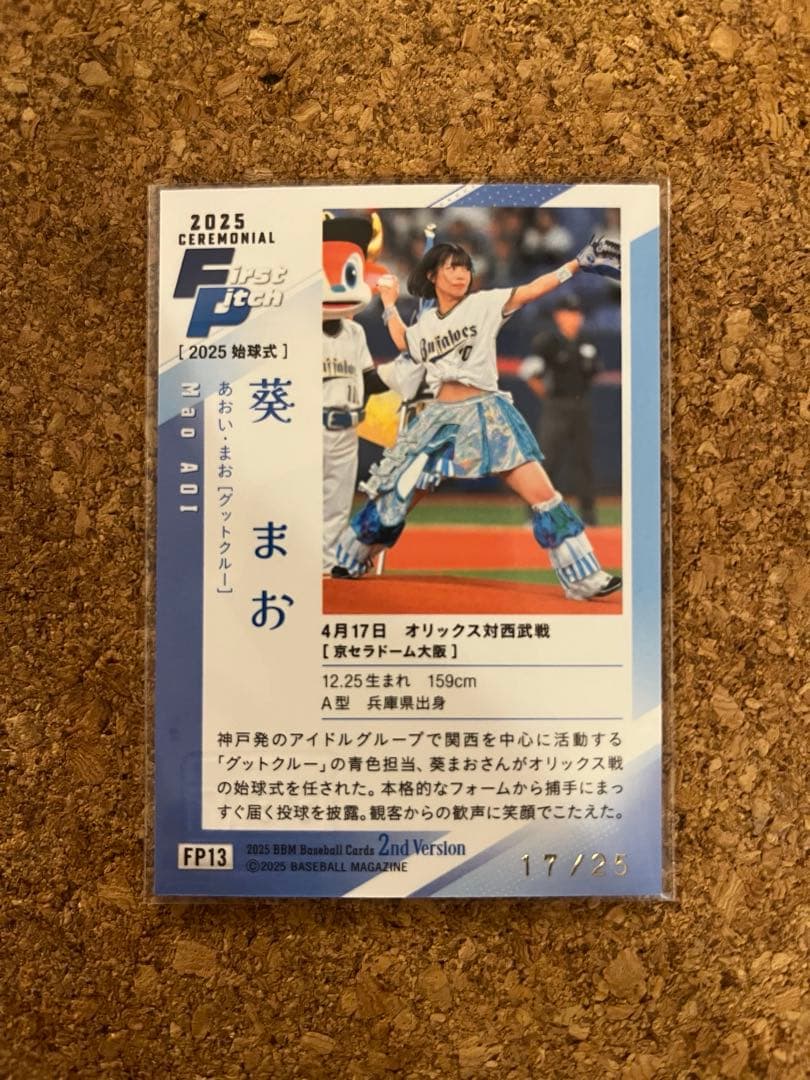 2025
CEREMONIAL
First
Pitch
[ 2025 始球式 ]
葵 まお
あおい・まお [グットクルー]
Mao AOI
Buffaloes
10
4月17日 オリックス対西武戦
[ 京セラドーム大阪 ]
12.25生まれ 159cm
A型 兵庫県出身
神戸発のアイドルグループで関西を中心に活動する
「グットクルー」の青色担当、葵まおさんがオリックス戦
の始球式を任された。本格的なフォームから捕手にまっ
すぐ届く投球を披露。観客からの歓声に笑顔でこたえた。
FP13
2025 BBM Baseball Cards 2nd Version
©2025 BASEBALL MAGAZINE
17/25